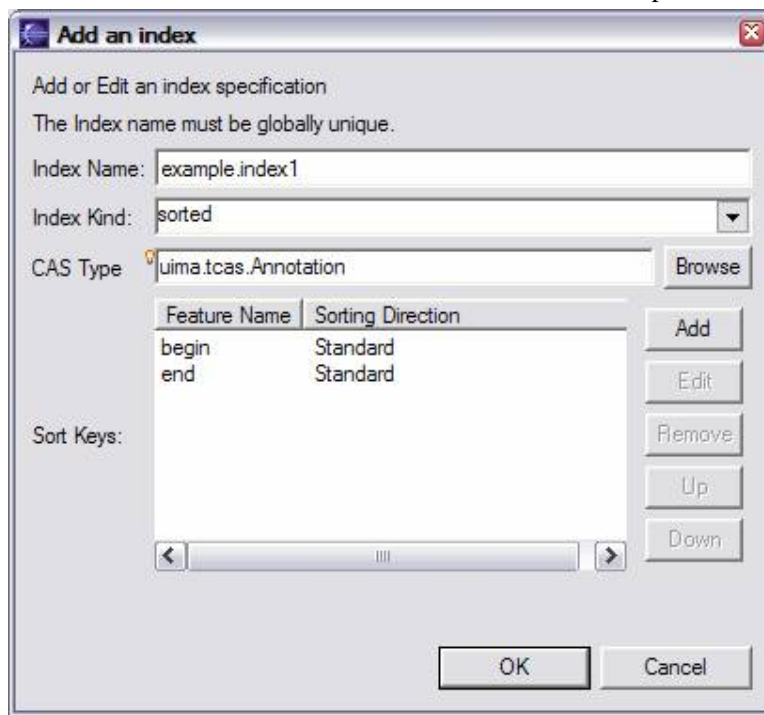 Add an index
Add or Edit an index specification
The Index name must be globally unique.
Index Name: example.index1
Index Kind: sorted
CAS Type uima.tcas.Annotation Browse
Feature Name Sorting Direction
Add
begin Standard
end Standard
Edit
Sort Keys:
Remove
Up
Down
OK Cancel